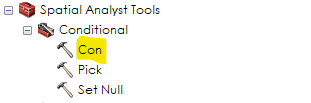 Spatial Analyst Tools
Conditional
Con
Pick
Set Null